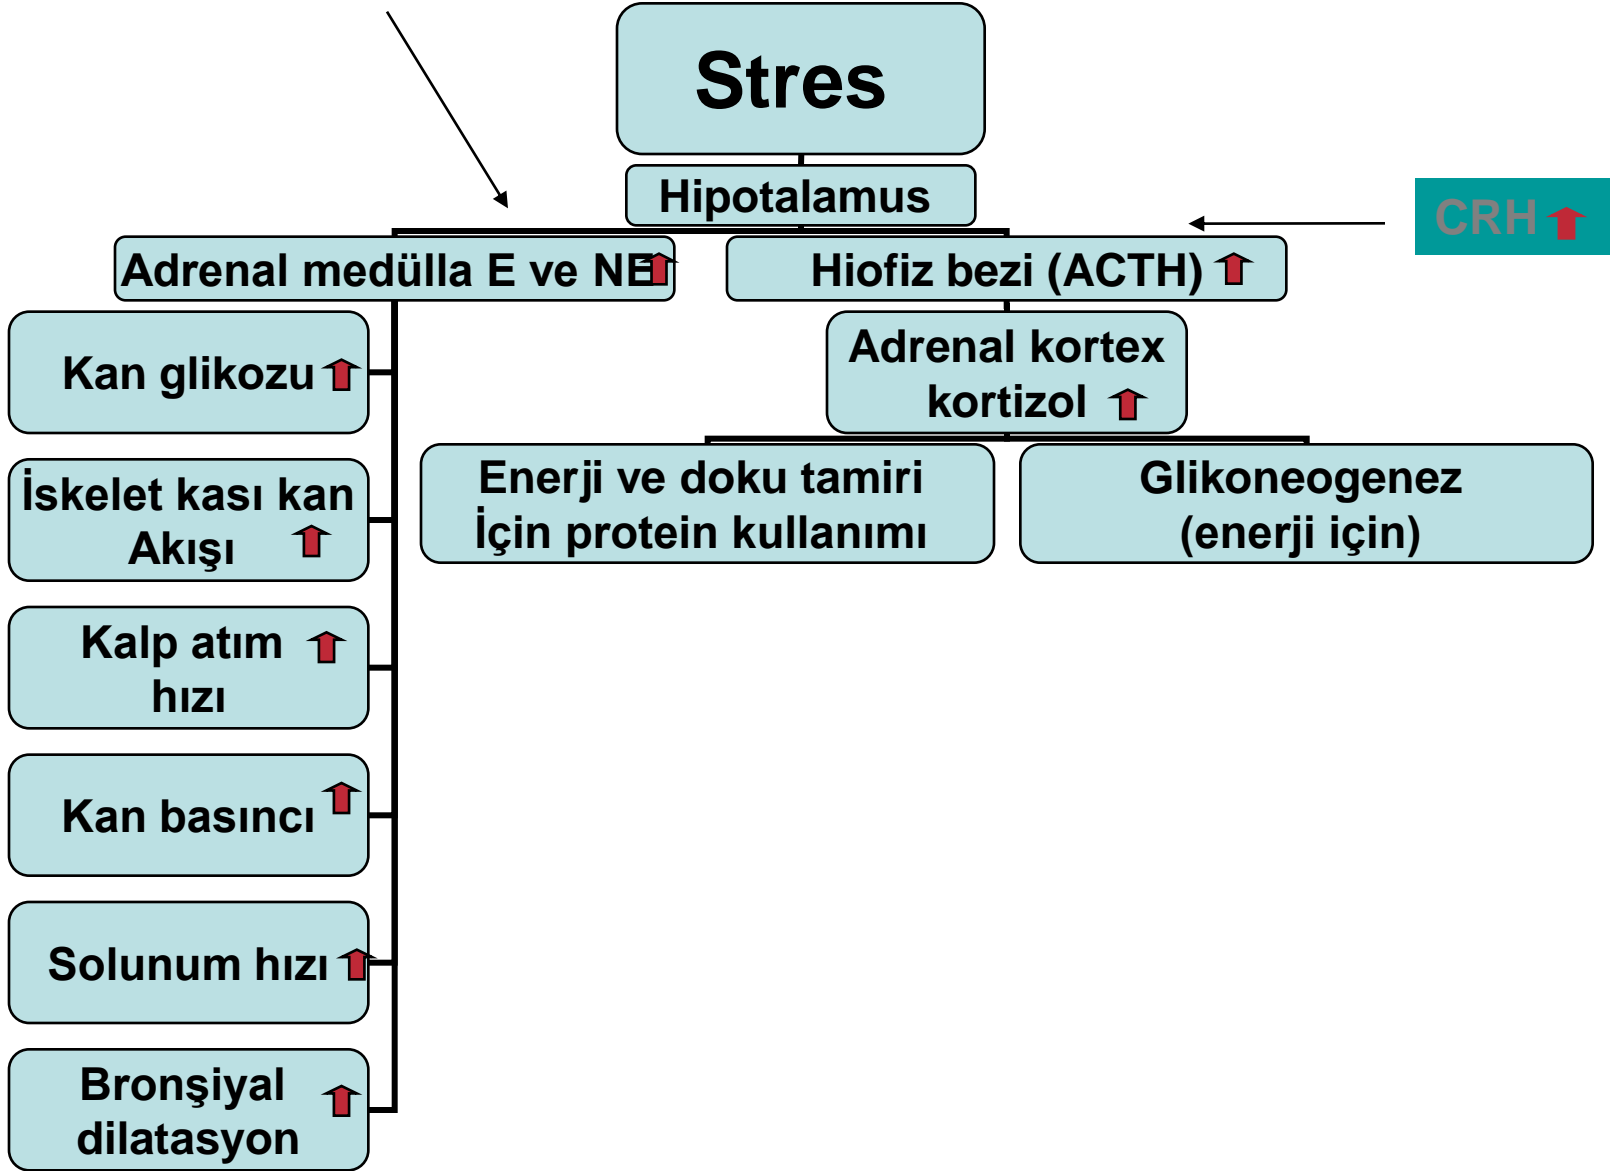 Stres
Hipotalamus
CRH
Adrenal medülla E ve NE
Hiofiz bezi (ACTH)
Kan glikozu
Adrenal kortex
kortizol
İskelet kası kan
Akışı
Enerji ve doku tamiri
İçin protein kullanımı
Glikoneogenez
(enerji için)
Kalp atım
hızı
Kan basıncı
Solunum hızı
Bronşiyal
dilatasyon